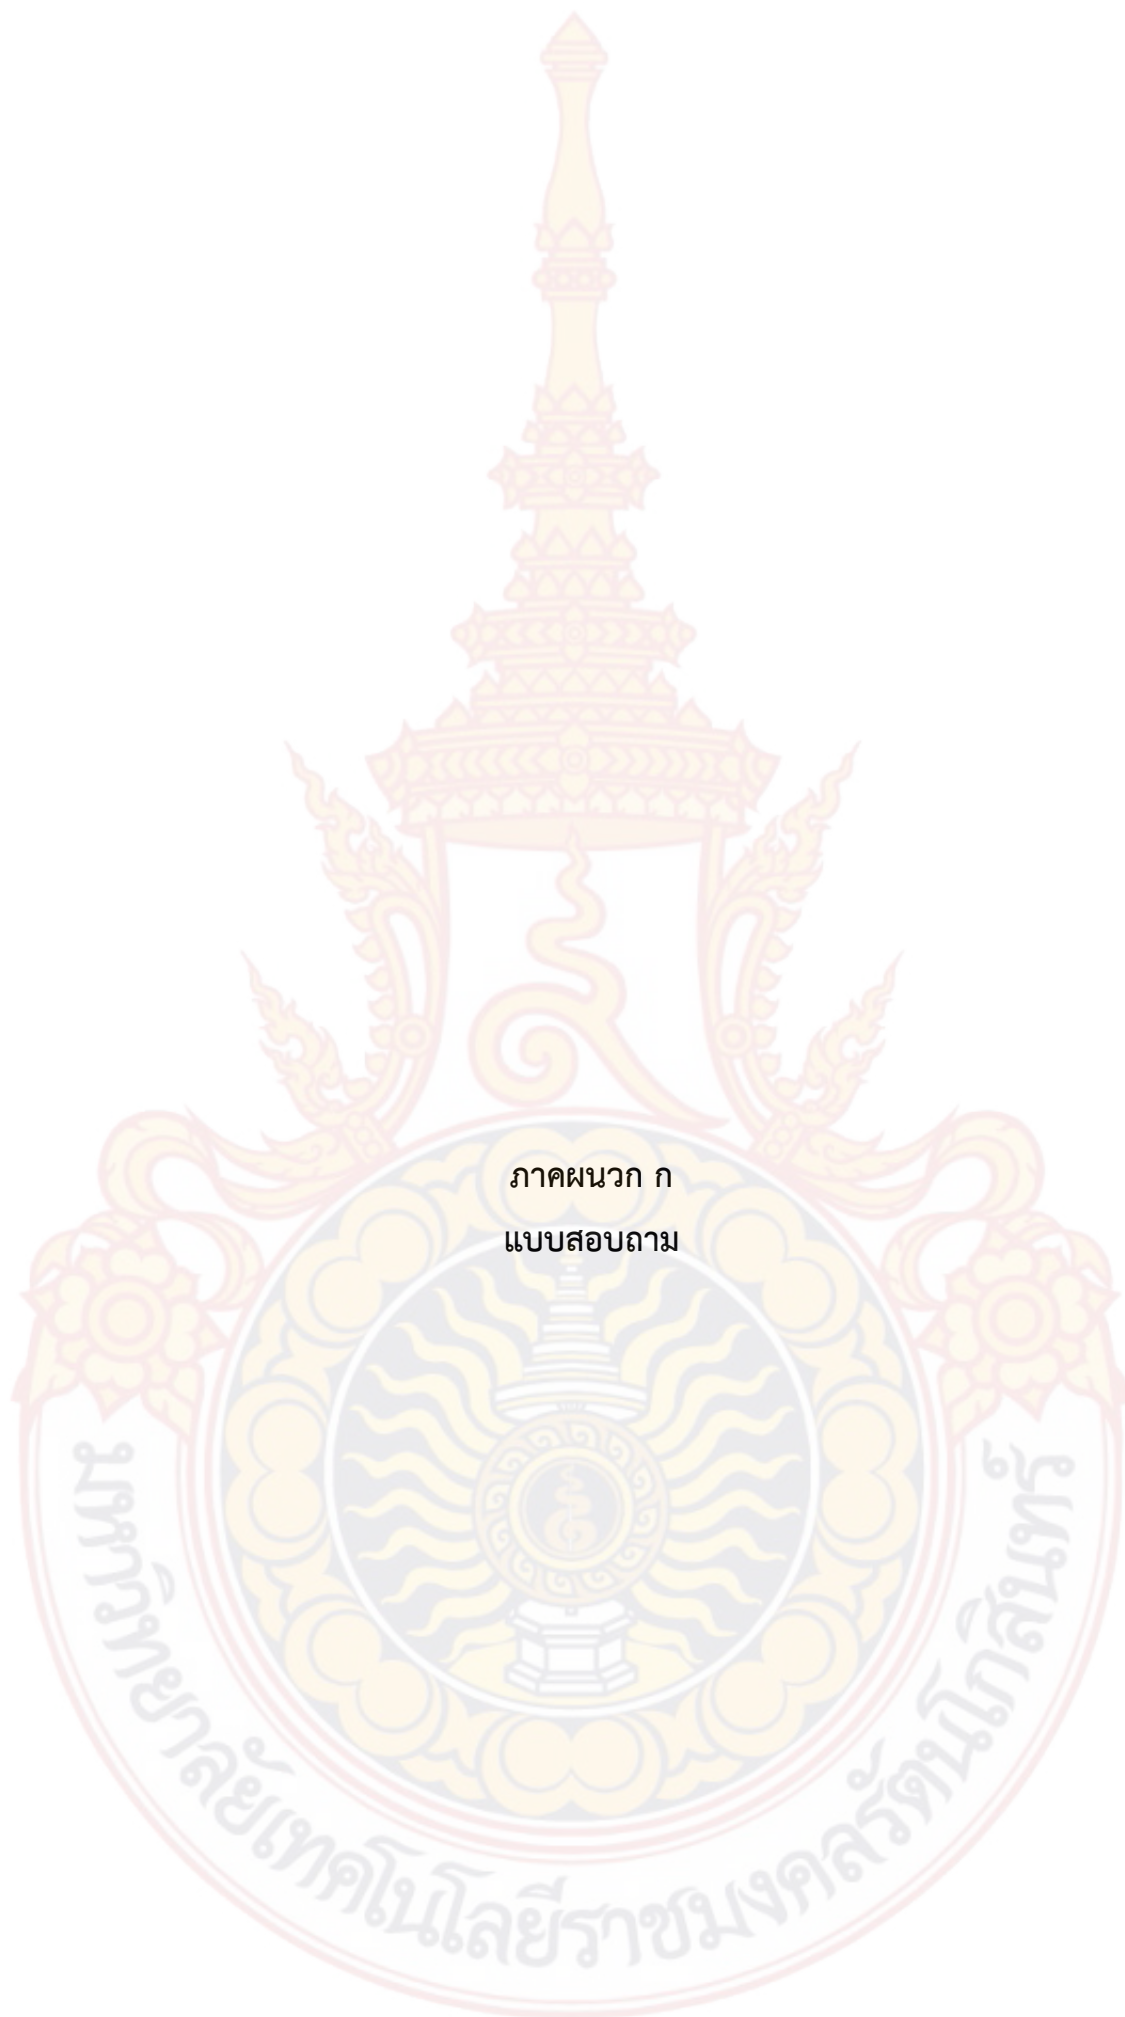 ภาคผนวก ก
แบบสอบถาม
มหาวิทยาลัยเทคโนโลยีราชมงคลรัตนโกสินทร์